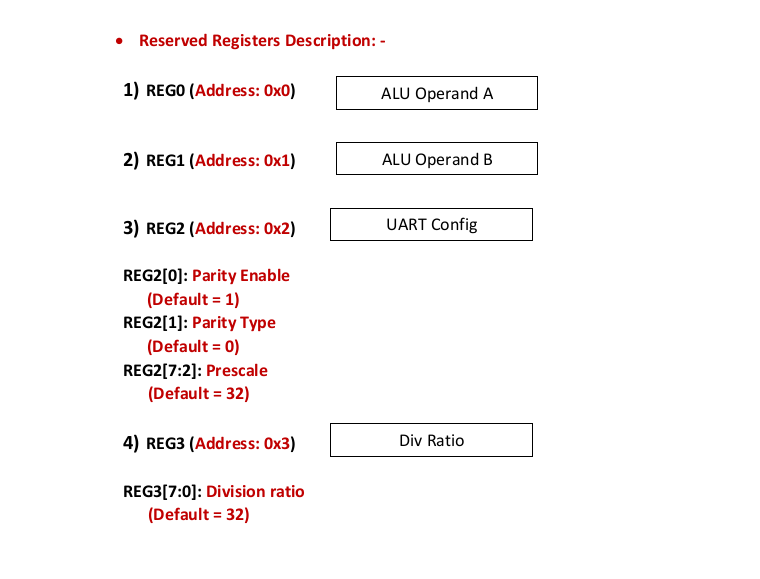 • Reserved Registers Description: -
1) REG0 (Address: 0x0) ALU Operand A
2) REG1 (Address: 0x1) ALU Operand B
3) REG2 (Address: 0x2) UART Config
REG2[0]: Parity Enable
(Default = 1)
REG2[1]: Parity Type
(Default = 0)
REG2[7:2]: Prescale
(Default = 32)
4) REG3 (Address: 0x3) Div Ratio
REG3[7:0]: Division ratio
(Default = 32)